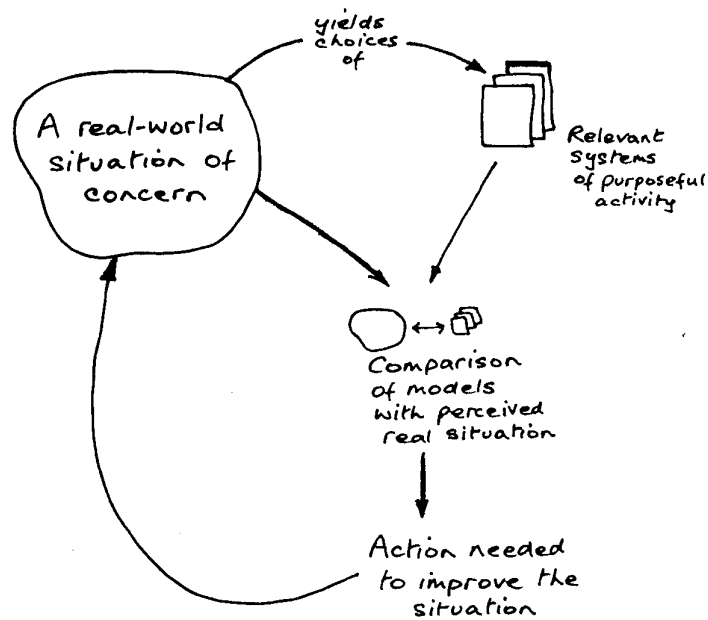 yields
choices
of
A real-world
situation of
concern
Relevant
systems
of purposeful
activity
Comparison
of models
with perceived
real situation
Action needed
to improve the
situation